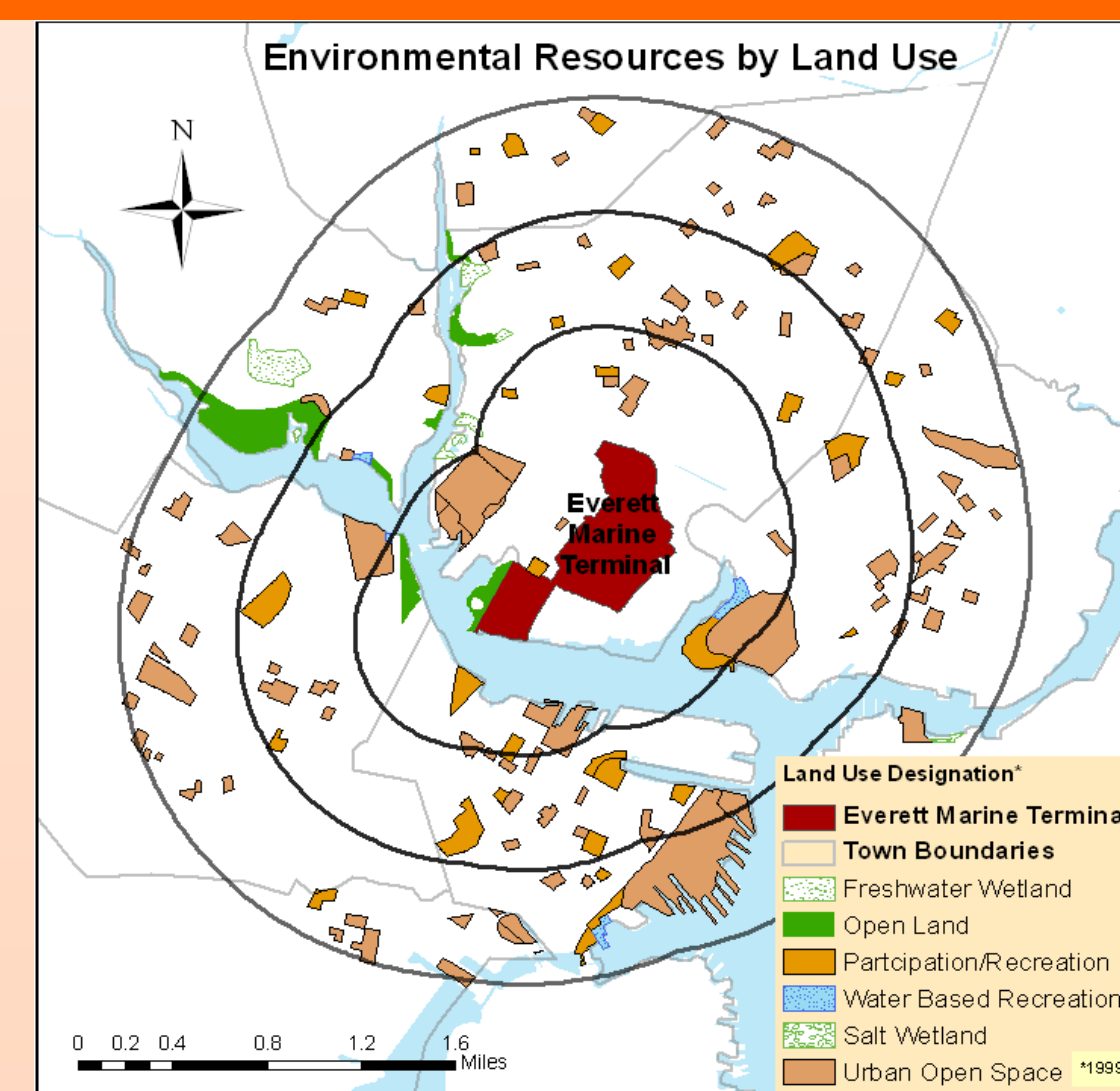 Environmental Resources by Land Use
N
Everett
Marine
Terminal
Land Use Designation*
Everett Marine Termina
Town Boundaries
Freshwater Wetland
Open Land
Partcipation/Recreation
Water Based Recreation
Salt Wetland
Urban Open Space
*1999
0 0.2 0.4 0.8 1.2 1.6
Miles